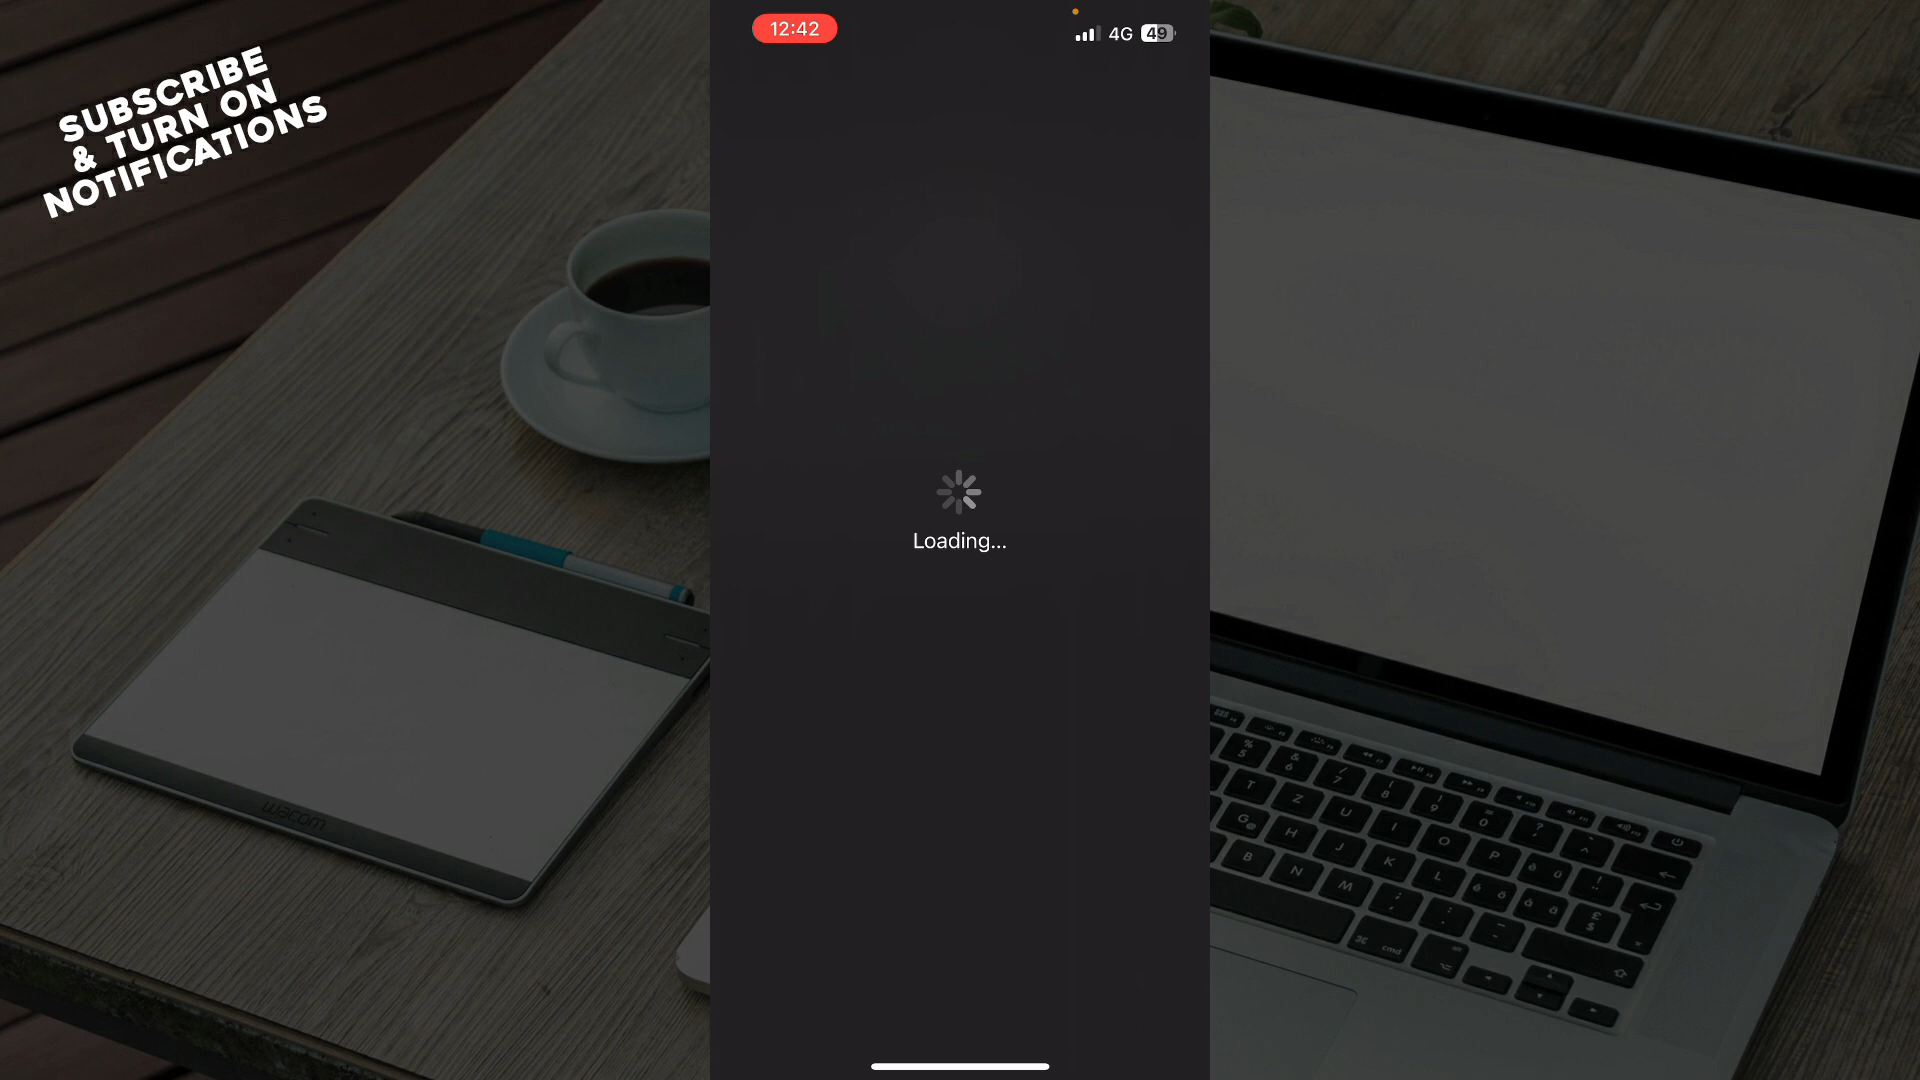 SUBSCRIBE
& TURN ON
NOTIFICATIONS
12:42
4G
49
Loading...
wacom